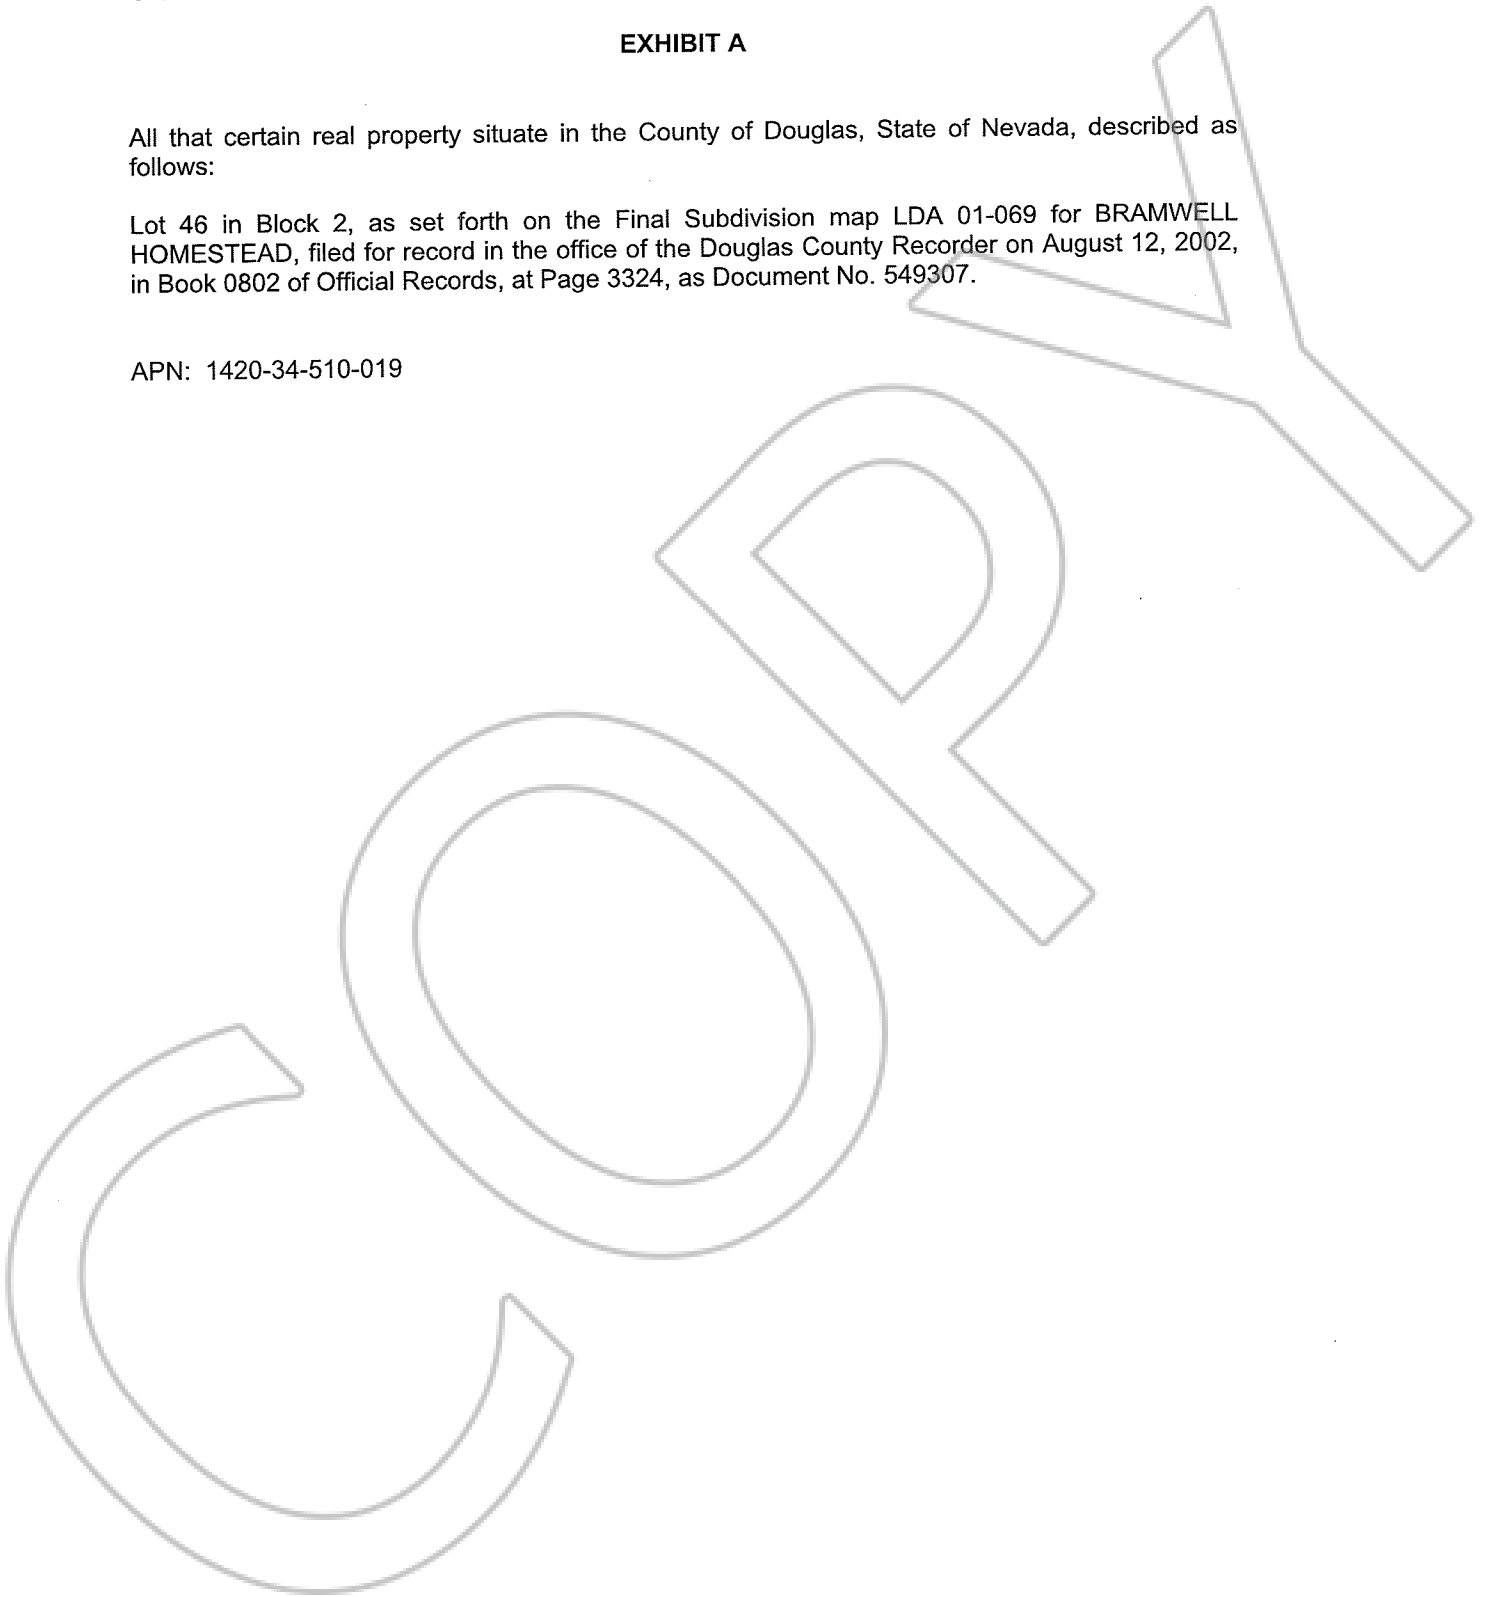 EXHIBIT A
All that certain real property situate in the County of Douglas, State of Nevada, described as
follows:
Lot 46 in Block 2, as set forth on the Final Subdivision map LDA 01-069 for BRAMWELL
HOMESTEAD, filed for record in the office of the Douglas County Recorder on August 12, 2002,
in Book 0802 of Official Records, at Page 3324, as Document No. 549307.
APN: 1420-34-510-019
COPY